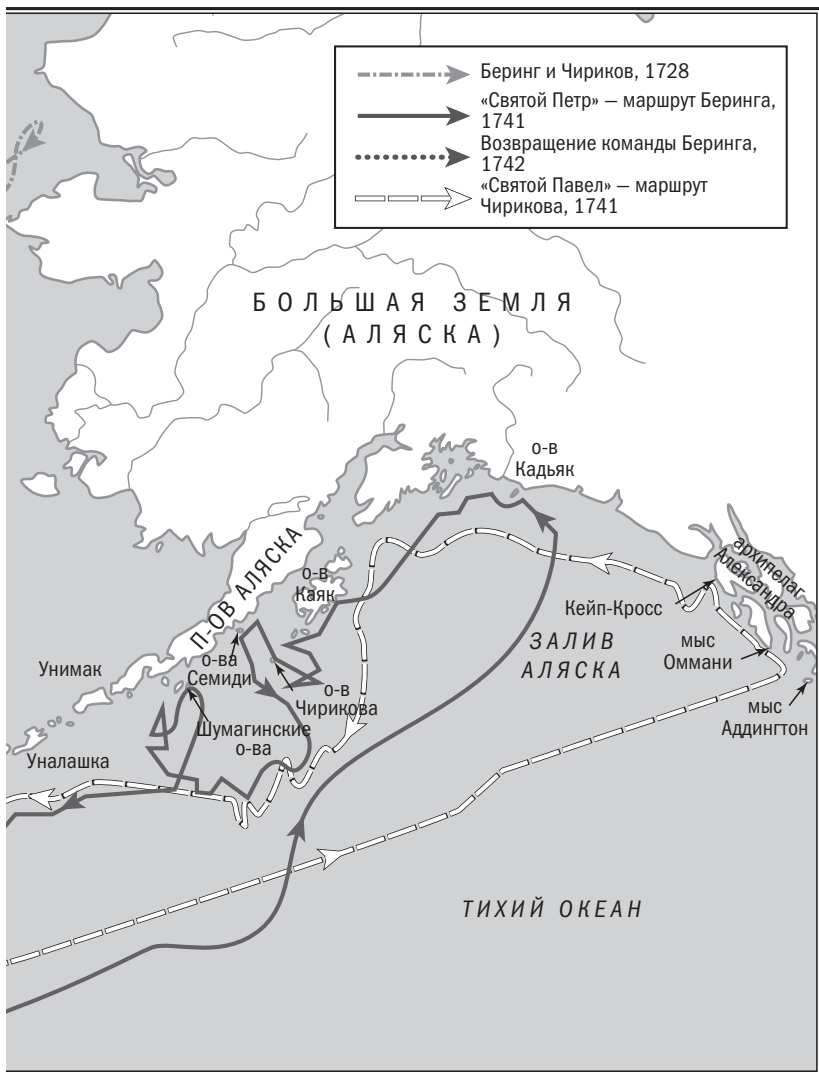 Беринг и Чириков, 1728
«Святой Петр» — маршрут Беринга,
1741
Возвращение команды Беринга,
1742
«Святой Павел» — маршрут
Чирикова, 1741
БОЛЬШАЯ ЗЕМЛЯ
(АЛЯСКА)
о-в
Кадьяк
архипелаг
Александра
П-ОВ АЛЯСКА
о-в
Каяк
Кейп-Кросс
ЗАЛИВ
АЛЯСКА
мыс
Оммани
Унимак
о-ва
Семиди
о-в
Чирикова
мыс
Аддингтон
Шумагинские
о-ва
Уналашка
ТИХИЙ ОКЕАН